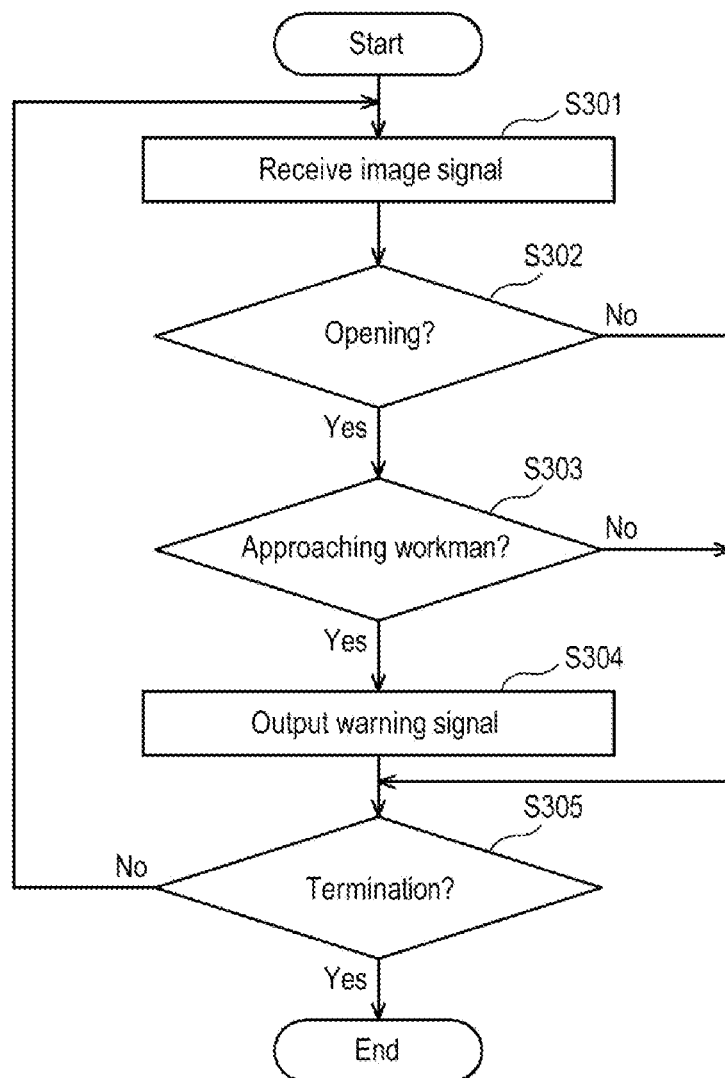 Start
S301
Receive image signal
S302
Opening?
No
Yes
S303
Approaching workman?
No
Yes
S304
Output warning signal
S305
No
Termination?
Yes
End